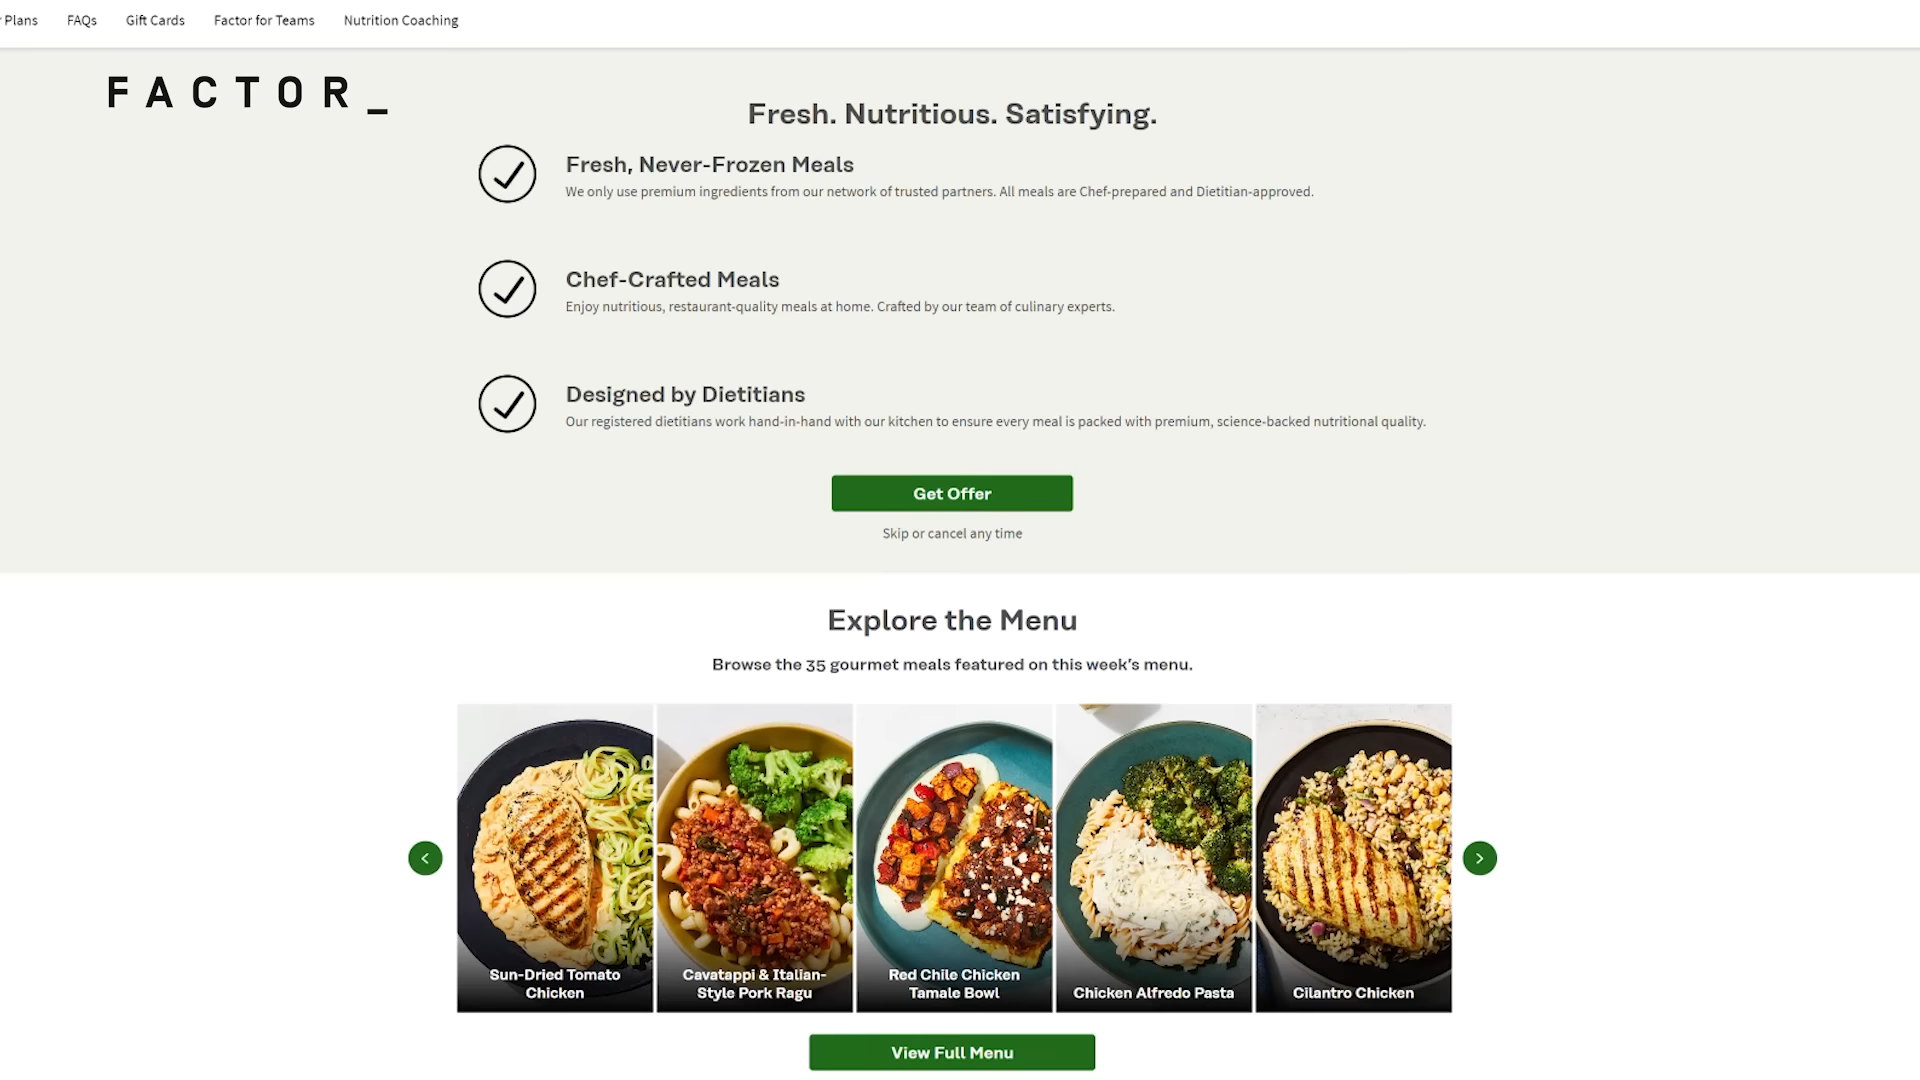 Plans
FAQs
Gift Cards
Factor for Teams
Nutrition Coaching
FACTOR_
Fresh. Nutritious. Satisfying.
Fresh, Never-Frozen Meals
We only use premium ingredients from our network of trusted partners. All meals are Chef-prepared and Dietitian-approved.
Chef-Crafted Meals
Enjoy nutritious, restaurant-quality meals at home. Crafted by our team of culinary experts.
Designed by Dietitians
Our registered dietitians work hand-in-hand with our kitchen to ensure every meal is packed with premium, science-backed nutritional quality.
Get Offer
Skip or cancel any time
Explore the Menu
Browse the 35 gourmet meals featured on this week's menu.
Sun-Dried Tomato
Chicken
Cavatappi & Italian-
Style Pork Ragu
Red Chile Chicken
Tamale Bowl
Chicken Alfredo Pasta
Cilantro Chicken
View Full Menu